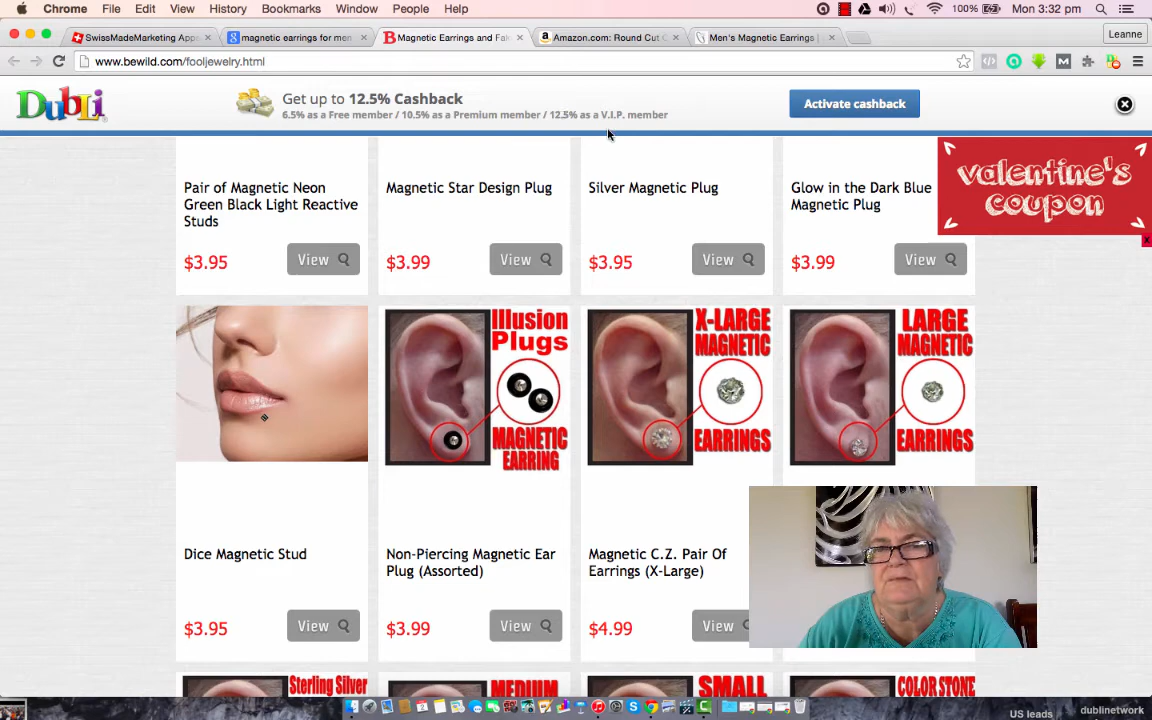 Chrome File Edit View History Bookmarks Window People Help 100% Mon 3:32 pm
SwissMadeMarketing Apps magnetic earrings for men Magnetic Earrings and Fak Amazon.com: Round Cut C Men's Magnetic Earrings | Leanne
www.bewild.com/fooljewelry.html
DubLi
Get up to 12.5% Cashback
6.5% as a Free member / 10.5% as a Premium member / 12.5% as a V.I.P. member
Activate cashback
valentine's
coupon
x
Pair of Magnetic Neon
Green Black Light Reactive
Studs
$3.95 View
Magnetic Star Design Plug
$3.99 View
Silver Magnetic Plug
$3.95 View
Glow in the Dark Blue
Magnetic Plug
$3.99 View
Dice Magnetic Stud
$3.95 View
Illusion
Plugs
MAGNETIC
EARRING
Non-Piercing Magnetic Ear
Plug (Assorted)
$3.99 View
X-LARGE
MAGNETIC
EARRINGS
Magnetic C.Z. Pair Of
Earrings (X-Large)
$4.99 View
LARGE
MAGNETIC
EARRINGS
Sterling Silver
MEDIUM
SMALL
COLOR STONE
US leads
dublinetwork